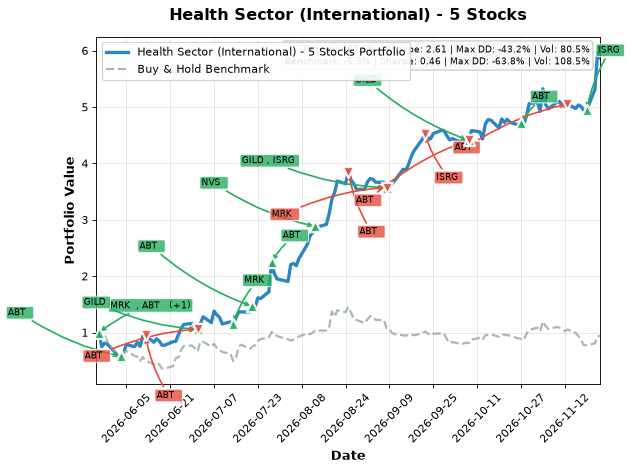 Health Sector (International) - 5 Stocks
Health Sector (International) - 5 Stocks Portfolio
Buy & Hold Benchmark
2.61 | Max DD: -43.2% | Vol: 80.5%
Benchmark: -5.3% | Sharpe: 0.46 | Max DD: -63.8% | Vol: 108.5%
ISRG
GILD
ABT
ABT
GILD , ISRG
ISRG
NVS
ABT
MRK
ABT
ABT
ABT
MRK
GILD
MRK , ABT (+1)
ABT
ABT
ABT
Portfolio Value
6
5
4
3
2
1
2026-06-05
2026-06-21
2026-07-07
2026-07-23
2026-08-08
2026-08-24
2026-09-09
2026-09-25
2026-10-11
2026-10-27
2026-11-12
Date